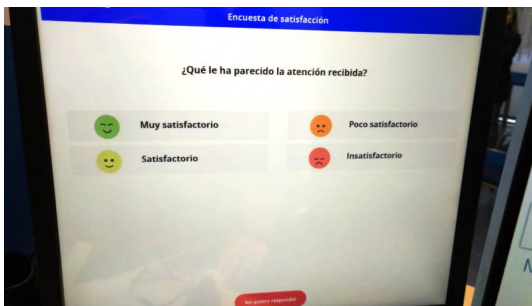 Encuesta de satisfacción
¿Qué le ha parecido la atención recibida?
Muy satisfactorio
Poco satisfactorio
Satisfactorio
Insatisfactorio
No quiero responder